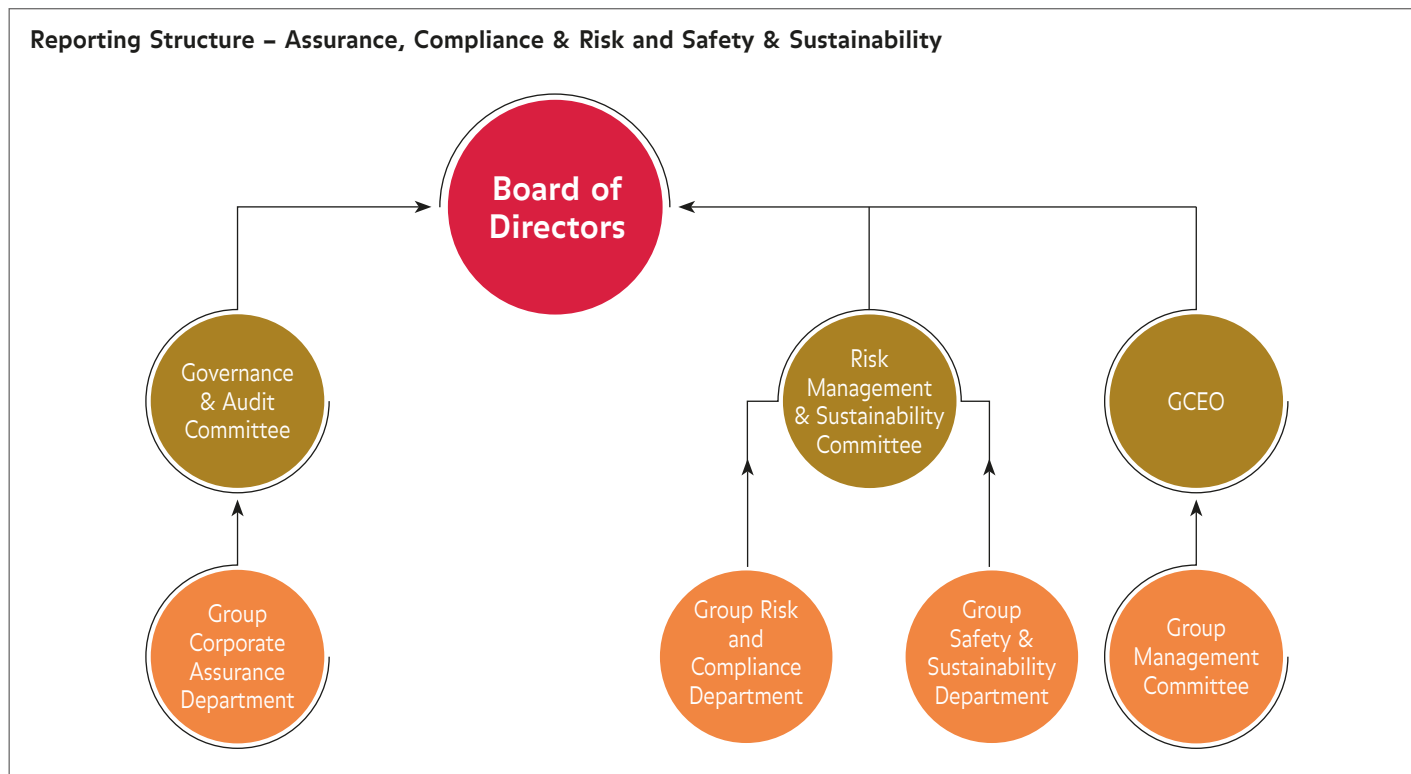 Reporting Structure – Assurance, Compliance & Risk and Safety & Sustainability
Board of
Directors
Governance
& Audit
Committee
Risk
Management
& Sustainability
Committee
GCEO
Group
Corporate
Assurance
Department
Group Risk
and
Compliance
Department
Group
Safety &
Sustainability
Department
Group
Management
Committee